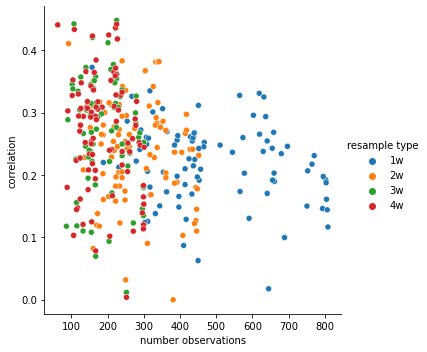 0.4
0.3
0.2
0.1
0.0
correlation
100 200 300 400 500 600 700 800
number observations
resample type
1w
2w
3w
4w